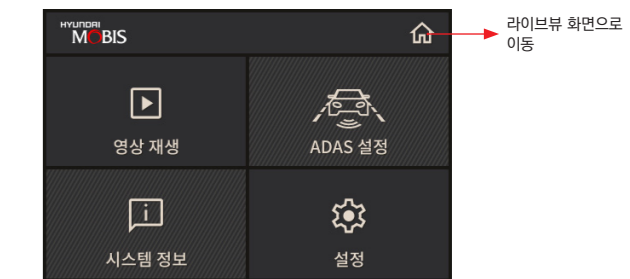 HYUNDAI
MOBIS
라이브뷰 화면으로
이동
영상 재생
ADAS 설정
시스템 정보
설정